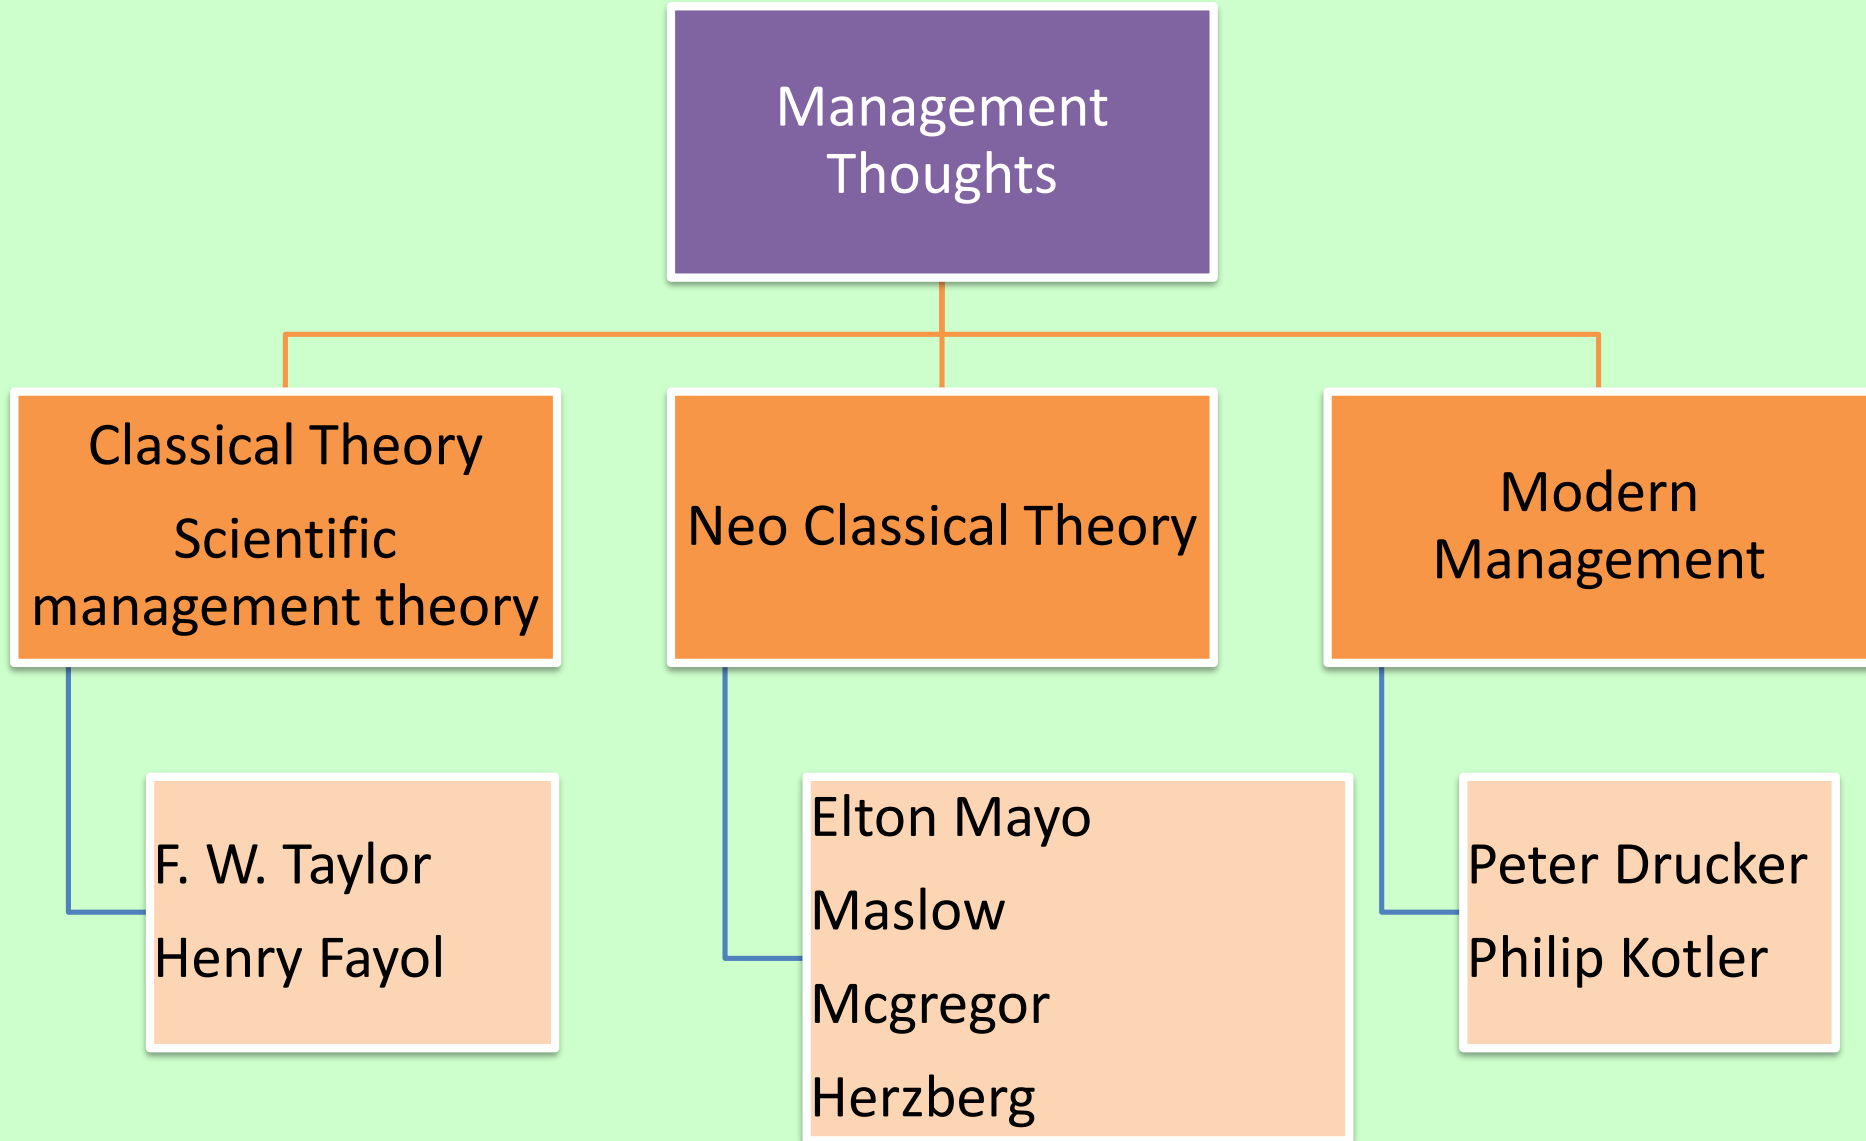 Management
Thoughts
Classical Theory
Scientific
management theory
Neo Classical Theory
Modern
Management
F. W. Taylor
Henry Fayol
Elton Mayo
Maslow
Mcgregor
Herzberg
Peter Drucker
Philip Kotler